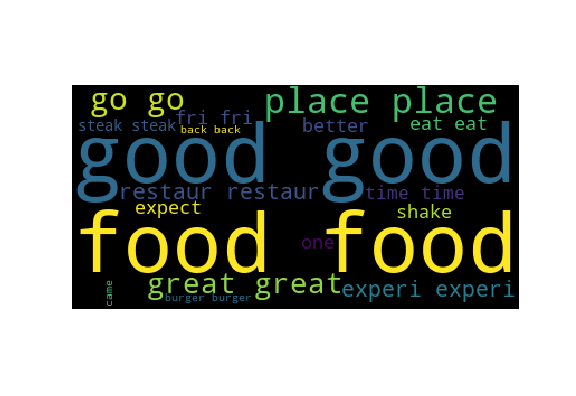 go go
place place
steak steak
fri fri
back back
better
eat eat
good good
restaur restaur
time time
expect
shake
food food
one
great great
experi experi
burger burger
came